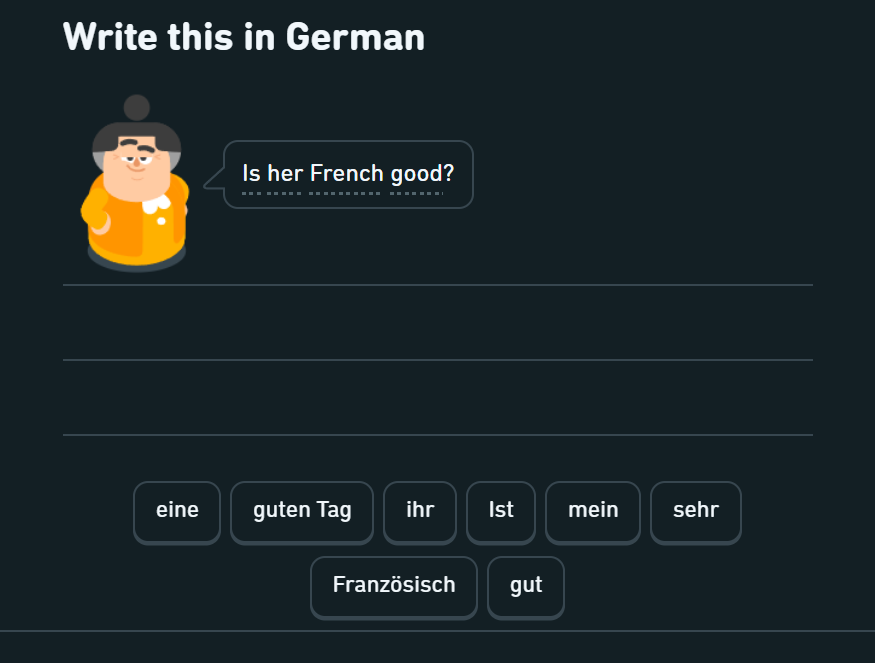 Write this in German
Is her French good?
eine guten Tag ihr Ist mein sehr
Französisch gut